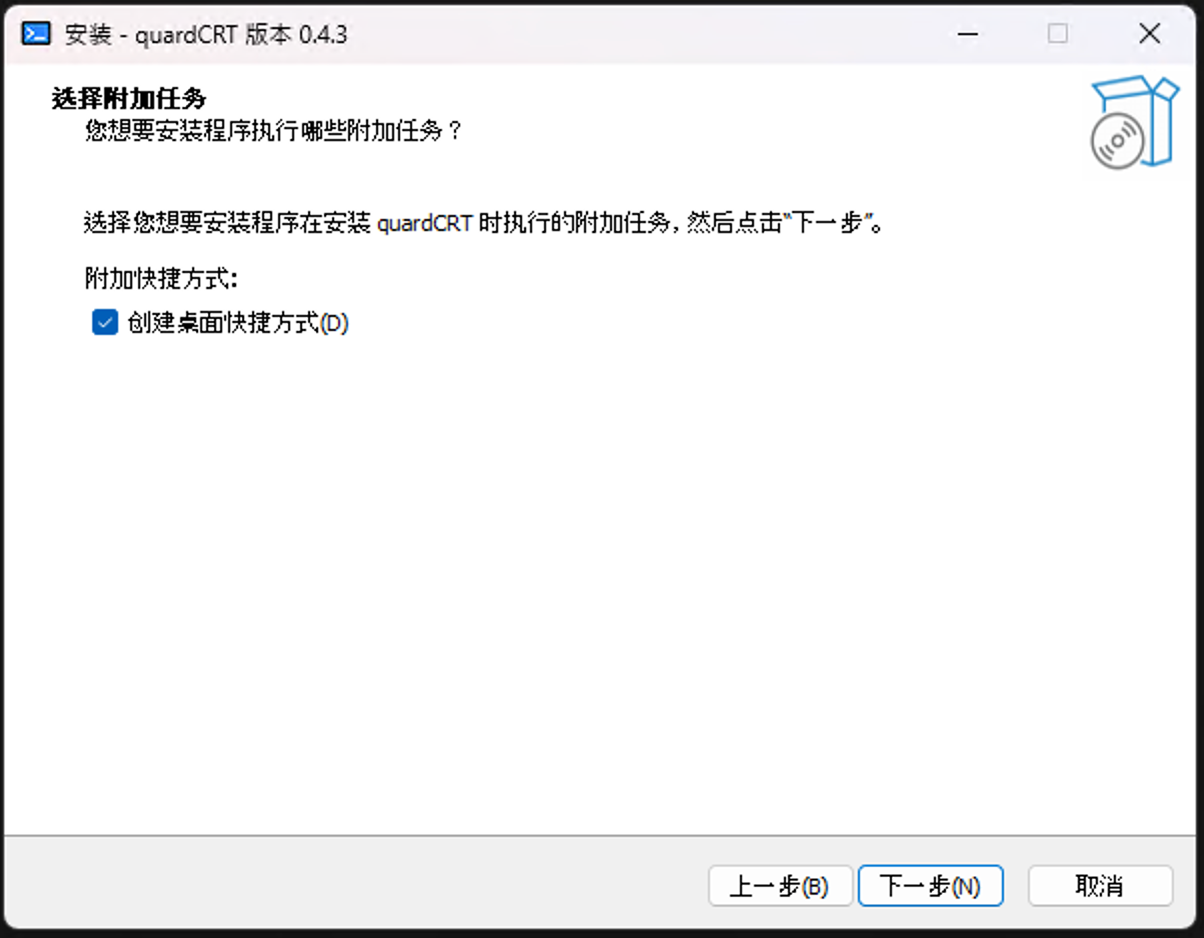 安装 - quardCRT 版本 0.4.3
选择附加任务
您想要安装程序执行哪些附加任务？
选择您想要安装程序在安装 quardCRT 时执行的附加任务，然后点击“下一步”。
附加快捷方式：
创建桌面快捷方式(D)
上一步(B) 下一步(N) 取消